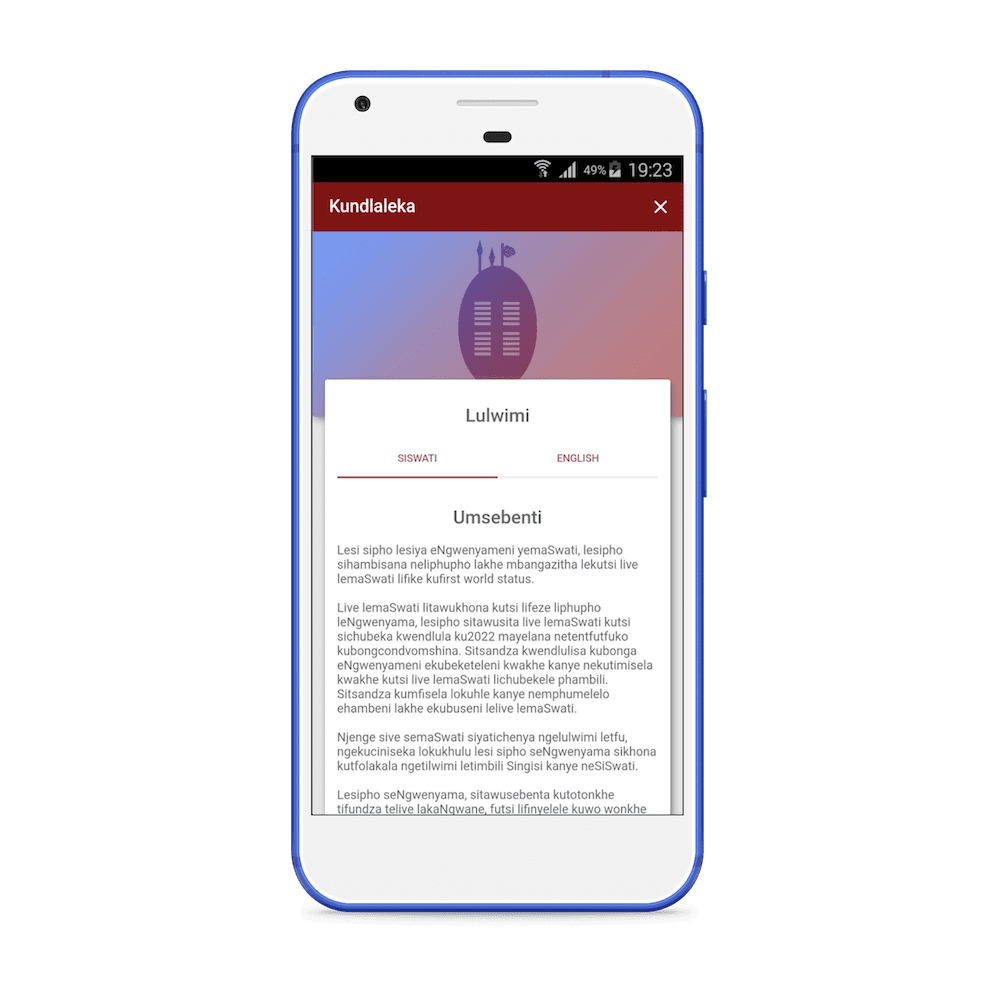 49% 19:23
Kundlaleka
Lulwimi
SISWATI ENGLISH
Umsebenti
Lesi sipho lesiya eNgwenyameni yemaSwati, lesipho
sihambisana neliphupho lakhe mbangazitha lekutsi live
lemaSwati lifike kufirst world status.
Live lemaSwati litawukhona kutsi lifeze liphupho
leNgwenyama, lesipho sitawusita live lemaSwati kutsi
sichubeka kwendlula ku2022 mayelana netentfutfuko
kubongcondvomshina. Sitsandza kwendlulisa kubonga
eNgwenyameni ekubeketeleni kwakhe kanye nekutimisela
kwakhe kutsi live lemaSwati lichubekele phambili.
Sitsandza kumfisela lokuhle kanye nemphumelelo
ehambeni lakhe ekubuseni lelive lemaSwati.
Njenge sive semaSwati siyatichenya ngelulwimi letfu,
ngekuciniseka lokukhulu lesi sipho seNgwenyama sikhona
kutfolakala ngetilwimi letimbili Singisi kanye neSiSwati.
Lesipho seNgwenyama, sitawusebenta kutotonkhe
tifundza telive lakaNgwane, futsi lifinyelele kuwo wonkhe